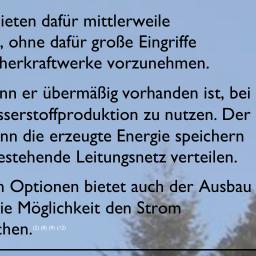 ieten dafür mittlerweile
, ohne dafür große Eingriffe
herkraftwerke vorzunehmen.
nn er übermäßig vorhanden ist, bei
sserstoffproduktion zu nutzen. Der
nn die erzeugte Energie speichern
estehende Leitungsnetz verteilen.
n Optionen bietet auch der Ausbau
ie Möglichkeit den Strom
chen.